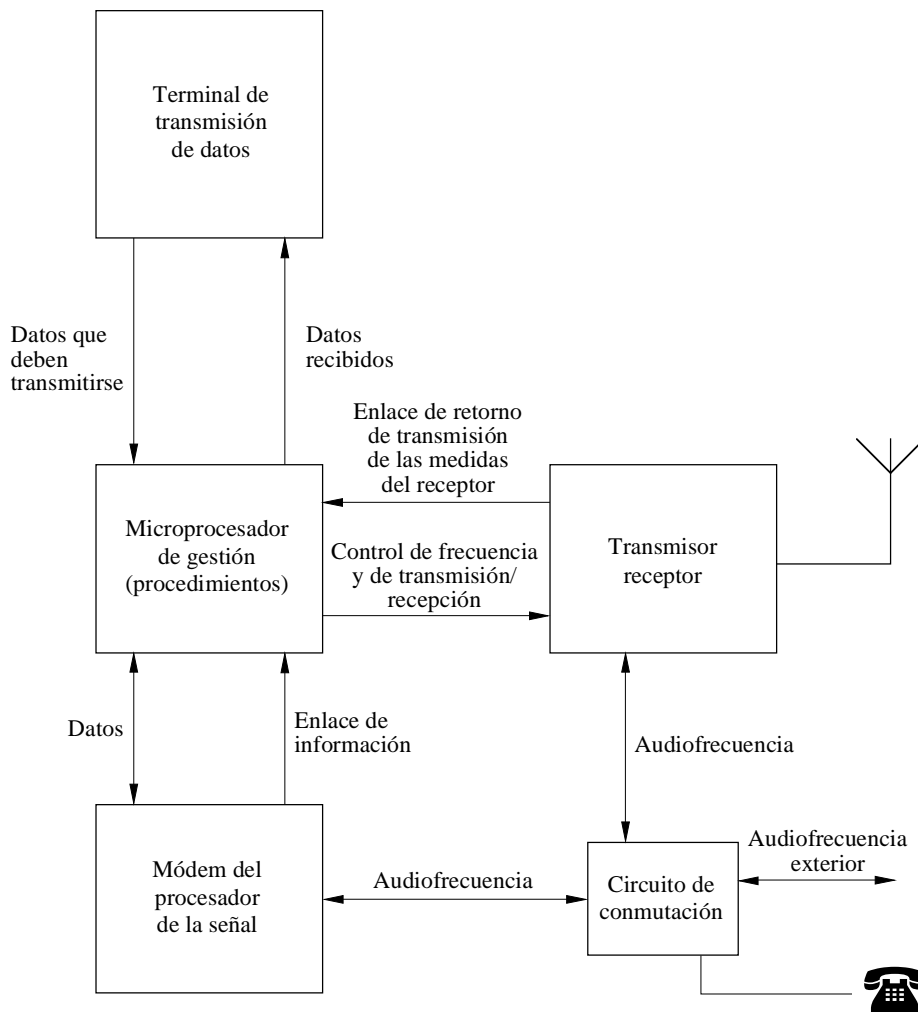 Terminal de
transmisión
de datos
Datos que
deben
transmitirse
Datos
recibidos
Enlace de retorno
de transmisión
de las medidas
del receptor
Microprocesador
de gestión
(procedimientos)
Control de frecuencia
y de transmisión/
recepción
Transmisor
receptor
Datos
Enlace de
información
Audiofrecuencia
Módem del
procesador
de la señal
Audiofrecuencia
Circuito de
conmutación
Audiofrecuencia
exterior